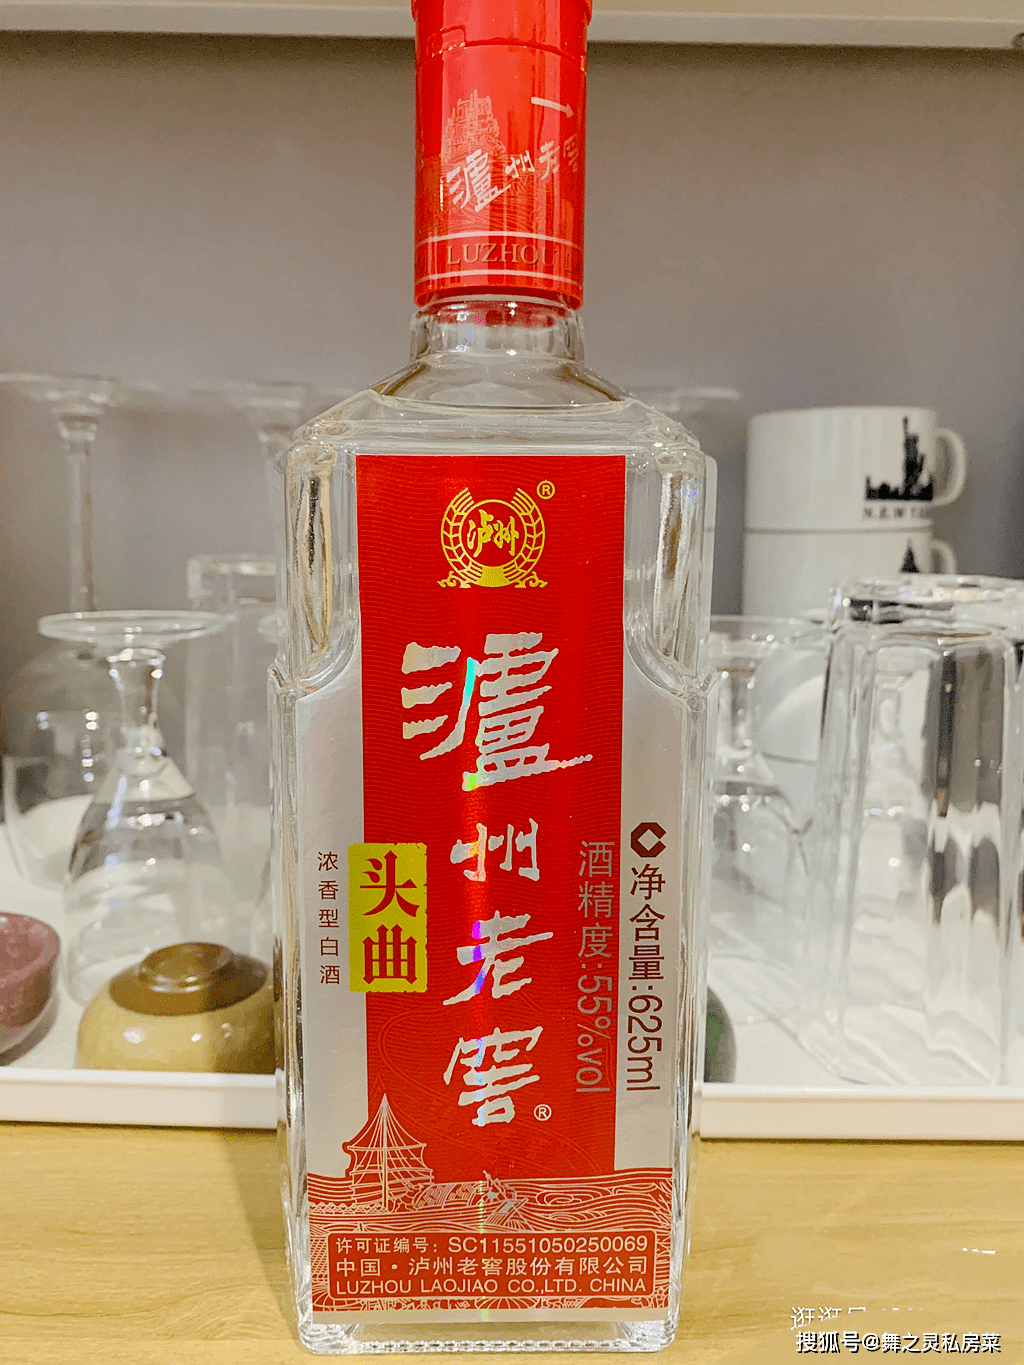 泸州老窖
LUZHOU
泸州
®
泸州老窖
®
头曲
浓香型白酒
酒精度:55%vol
净含量:625ml
许可证编号: SC11551050250069
中国·泸州老窖股份有限公司
LUZHOU LAOJIAO CO.,LTD. CHINA
搜狐号@舞之灵私房菜